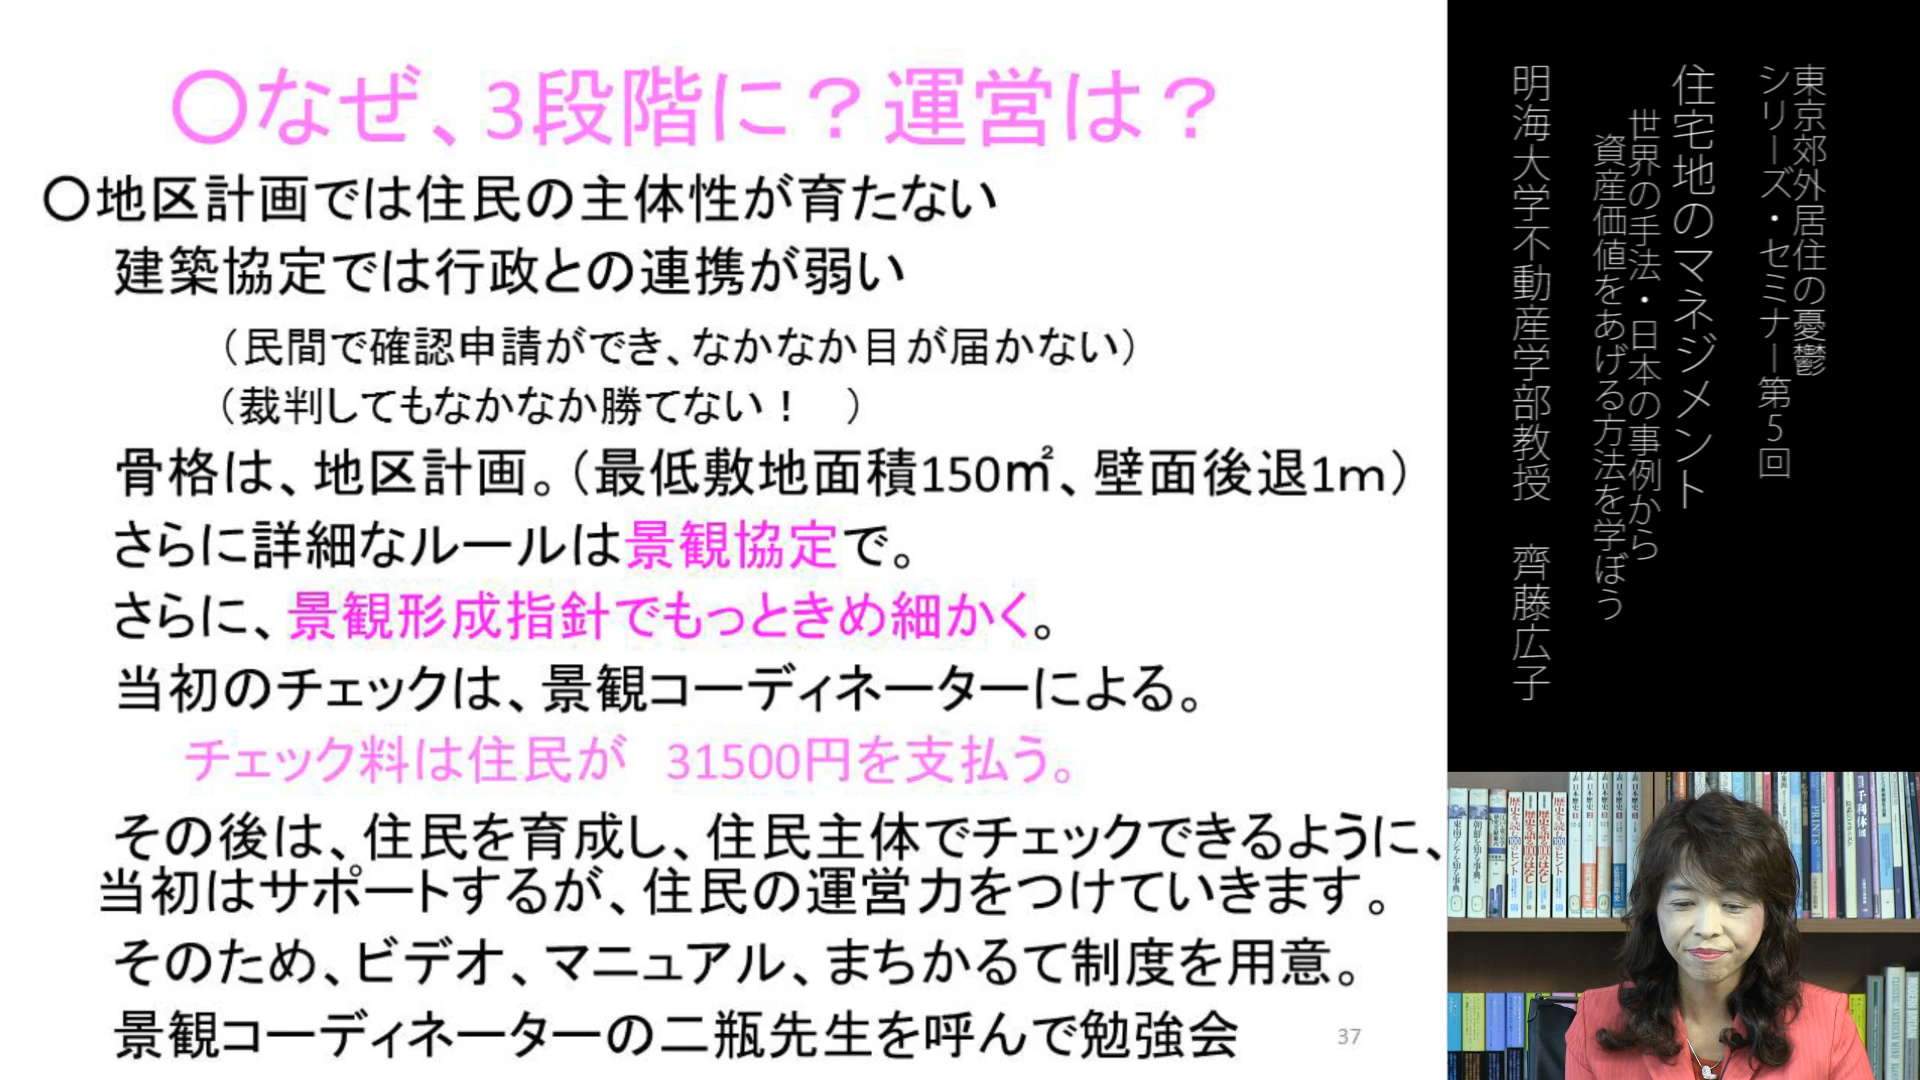 〇なぜ、3段階に？運営は？
〇地区計画では住民の主体性が育たない
建築協定では行政との連携が弱い
（民間で確認申請ができ、なかなか目が届かない）
（裁判してもなかなか勝てない！　）
骨格は、地区計画。（最低敷地面積150㎡、壁面後退1ｍ）
さらに詳細なルールは景観協定で。
さらに、景観形成指針でもっときめ細かく。
当初のチェックは、景観コーディネーターによる。
チェック料は住民が　31500円を支払う。
その後は、住民を育成し、住民主体でチェックできるように、
当初はサポートするが、住民の運営力をつけていきます。
そのため、ビデオ、マニュアル、まちかるて制度を用意。
景観コーディネーターの二瓶先生を呼んで勉強会
37
東京郊外居住の憂鬱
シリーズ・セミナー第5回
住宅地のマネジメント
世界の手法・日本の事例から
資産価値をあげる方法を学ぼう
明海大学不動産学部教授　齊藤広子